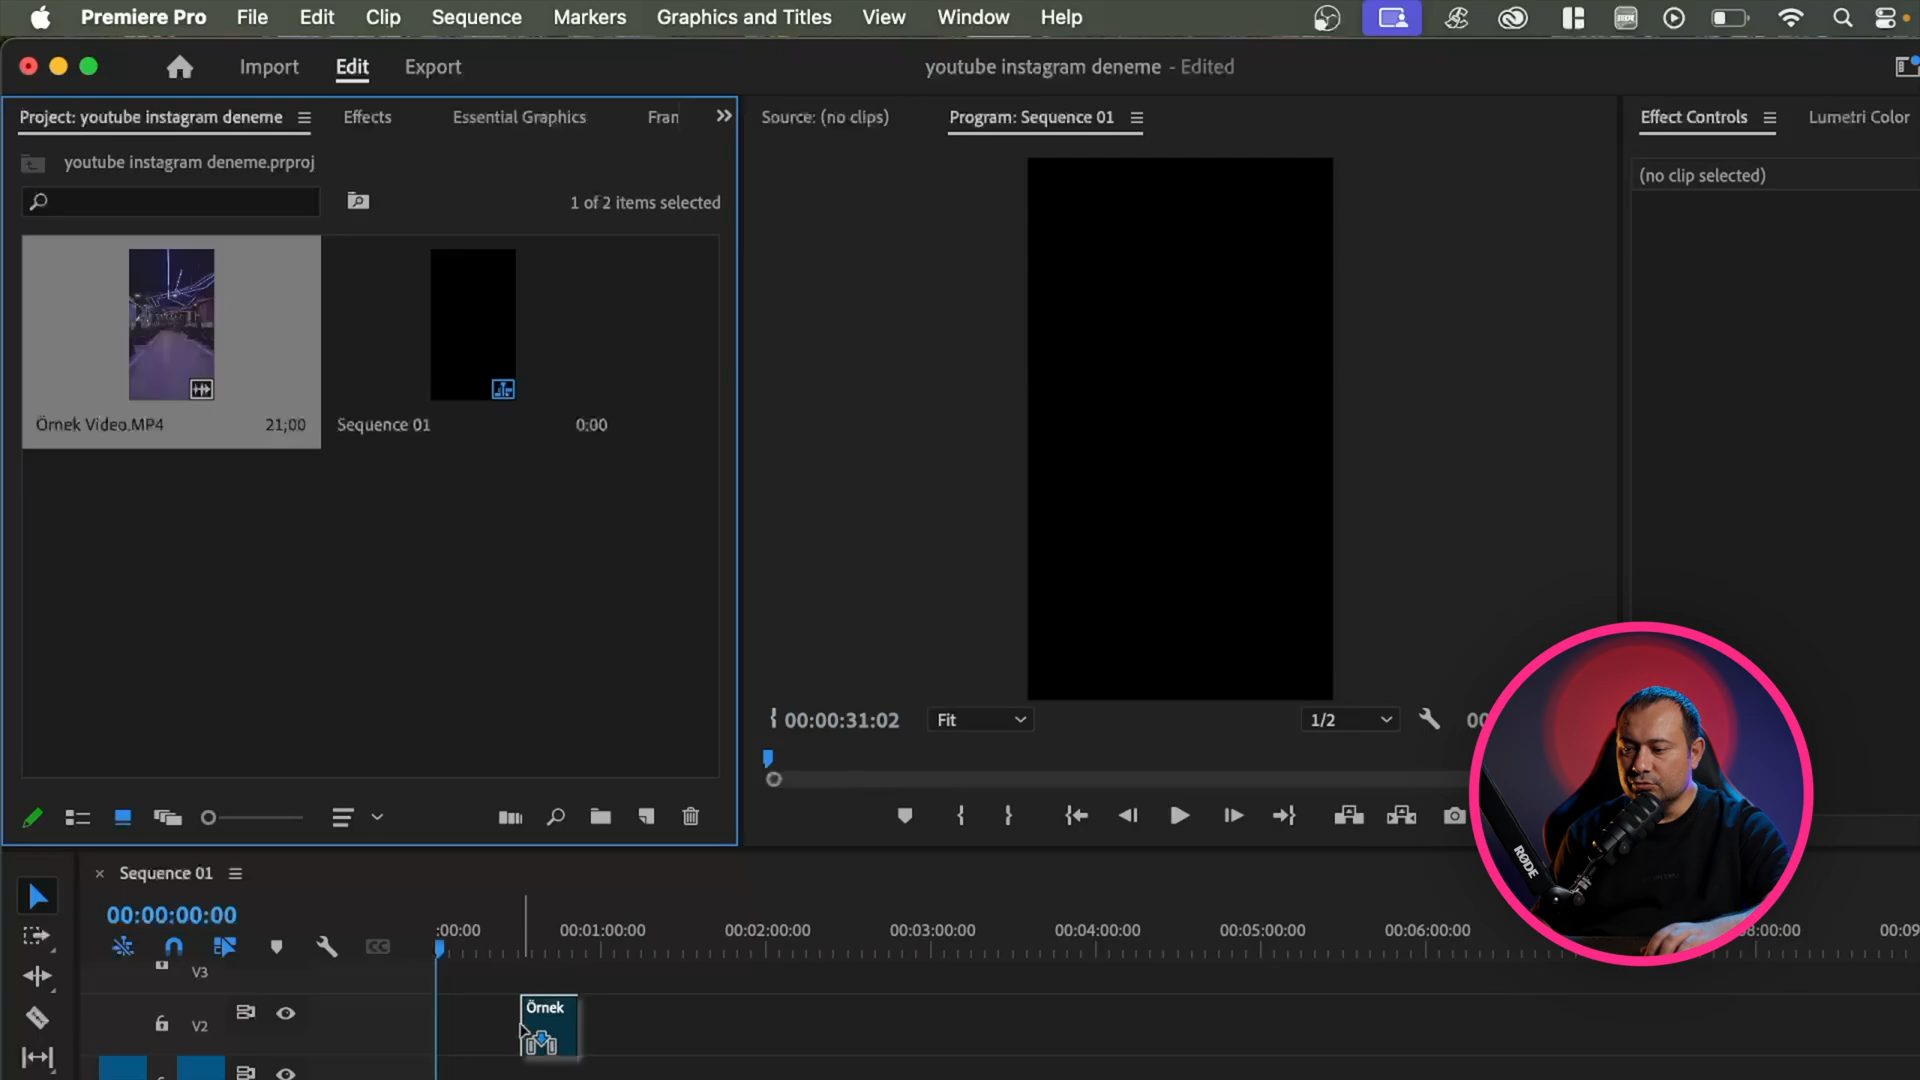 Premiere Pro File Edit Clip Sequence Markers Graphics and Titles View Window Help
Import Edit Export youtube instagram deneme - Edited
Project: youtube instagram deneme Effects Essential Graphics Fran
Source: (no clips) Program: Sequence 01
Effect Controls Lumetri Color
youtube instagram deneme.prproj
(no clip selected)
1 of 2 items selected
Örnek Video.MP4 21;00 Sequence 01 0:00
00:00:31:02 Fit 1/2 00
RØDE
Sequence 01
00:00:00:00
:00:00 00:01:00:00 00:02:00:00 00:03:00:00 00:04:00:00 00:05:00:00 00:06:00:00 08:00:00 00:09
CC
V3
Örnek
V2